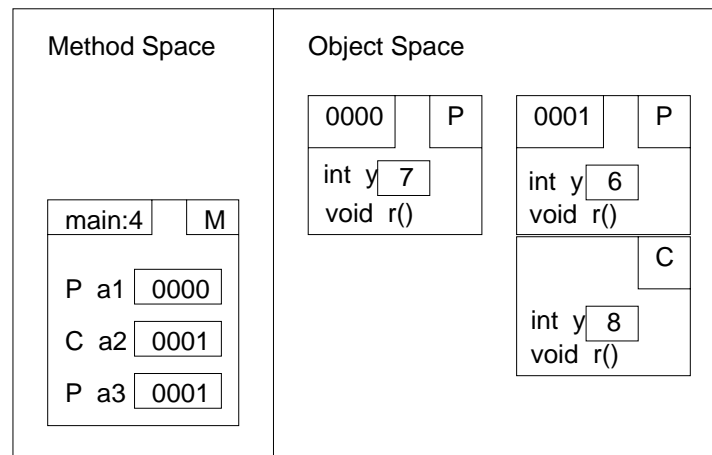 Method Space
main:4 M
P a1 0000
C a2 0001
P a3 0001
Object Space
0000 P
int y 7
void r()
0001 P
int y 6
void r()
C
int y 8
void r()